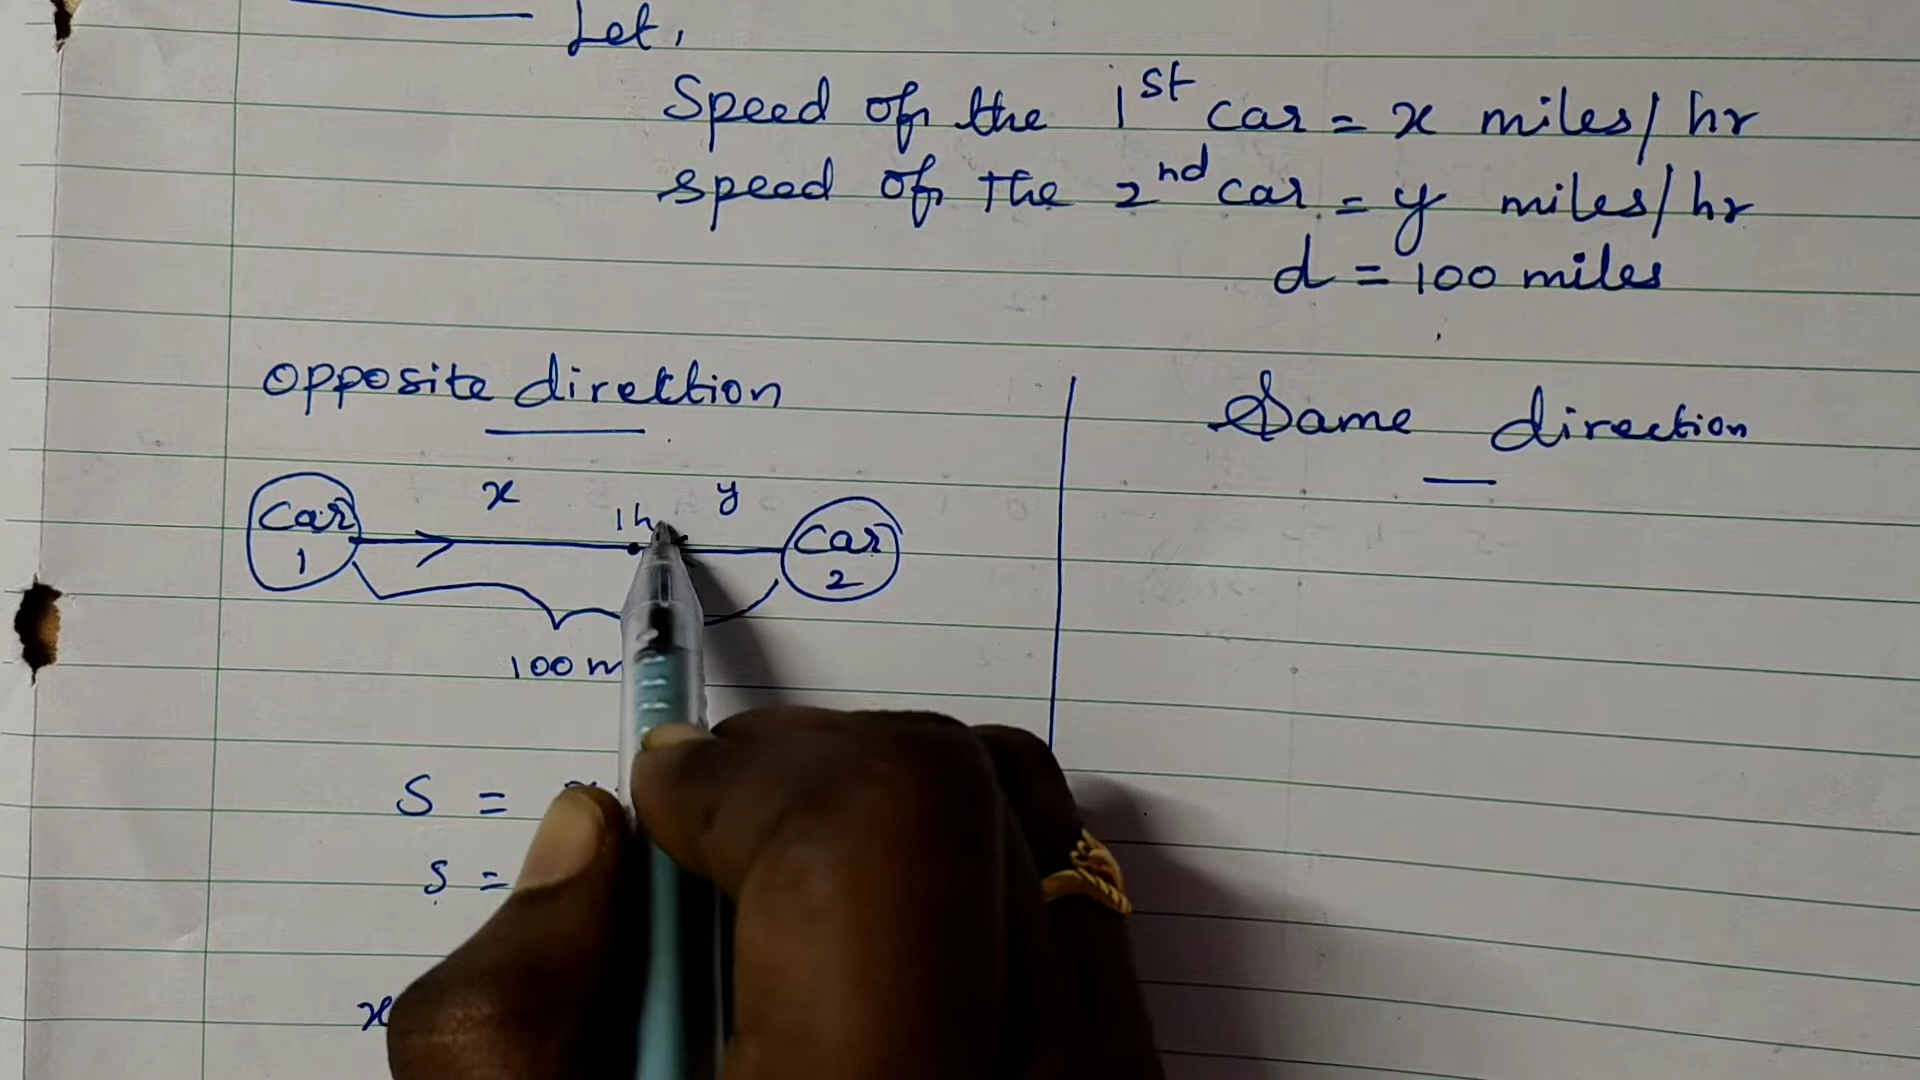 Let,
Speed of the 1st car = x miles/hr
speed of the 2nd car = y miles/hr
d = 100 miles
opposite direction
Same direction
x y
1h
Car 1
Car 2
100 m
S =
S =
x